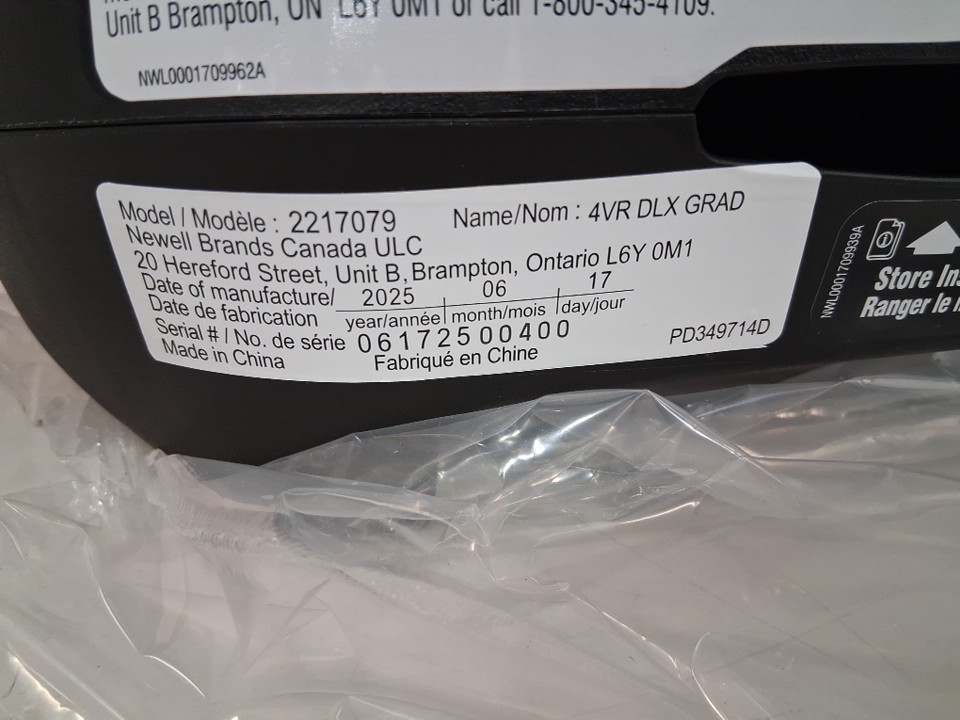 Unit B Brampton, ON L6Y 0M1 or call 1-800-345-4109.
NWL0001709962A
Model / Modèle : 2217079 Name/Nom : 4VR DLX GRAD
Newell Brands Canada ULC
20 Hereford Street, Unit B, Brampton, Ontario L6Y 0M1
Date of manufacture/ 2025 06 17
Date de fabrication year/année month/mois day/jour
Serial # / No. de série 06172500400
Made in China Fabriqué en Chine PD349714D
NWL0001709939A
Store
Ranger le